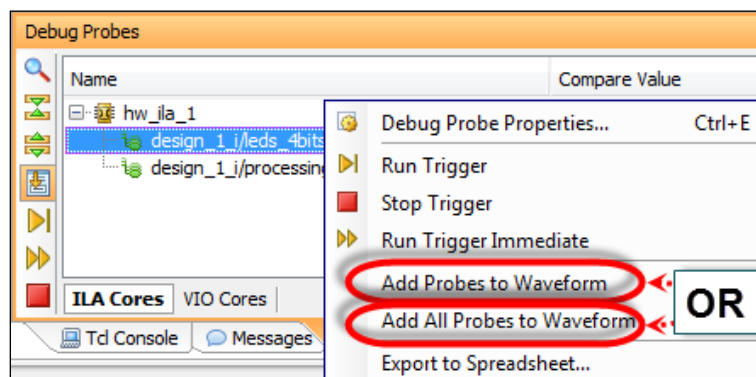 Debug Probes
Name Compare Value
hw_ila_1
design_1_i/leds_4bits
design_1_i/processing
Debug Probe Properties... Ctrl+E
Run Trigger
Stop Trigger
Run Trigger Immediate
Add Probes to Waveform
Add All Probes to Waveform
OR
Export to Spreadsheet...
ILA Cores VIO Cores
Tcl Console Messages